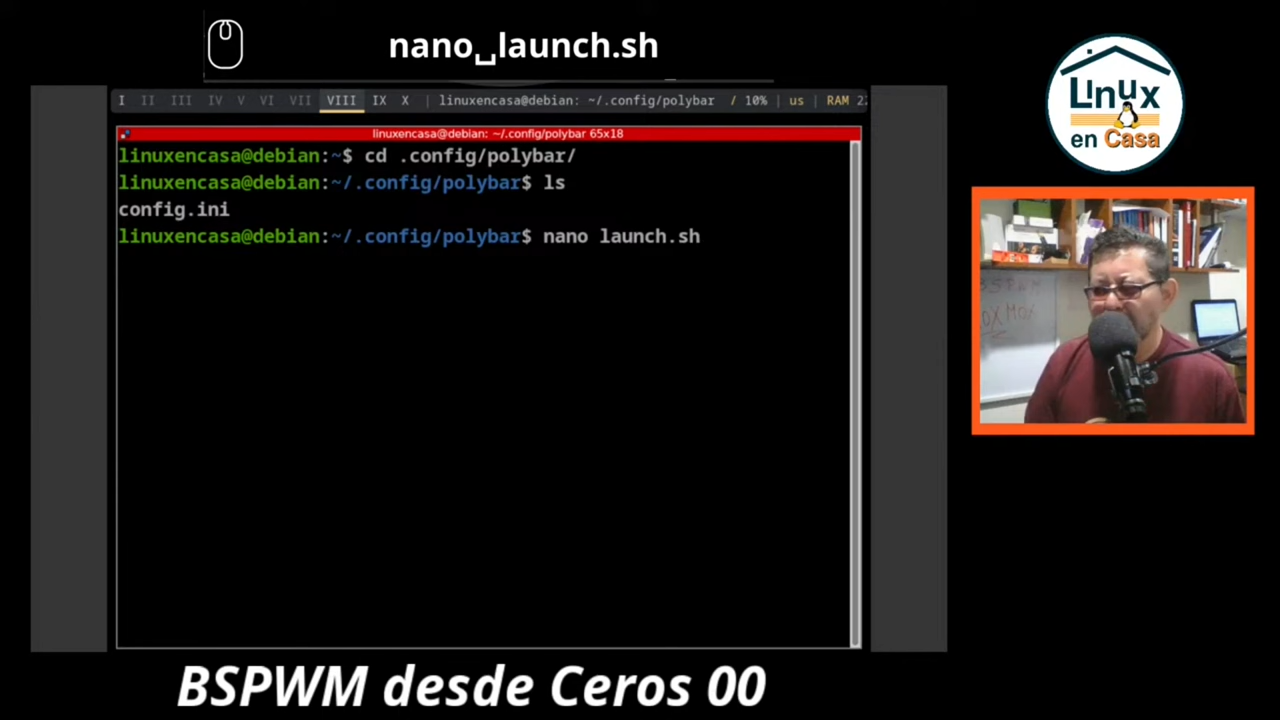 nano␣launch.sh
Linux
en Casa
I II III IV V VI VII VIII IX X | linuxencasa@debian: ~/.config/polybar / 10% | us | RAM 22
linuxencasa@debian: ~/.config/polybar 65x18
linuxencasa@debian:~$ cd .config/polybar/
linuxencasa@debian:~/.config/polybar$ ls
config.ini
linuxencasa@debian:~/.config/polybar$ nano launch.sh
BSPWM
BSPWM desde Ceros 00